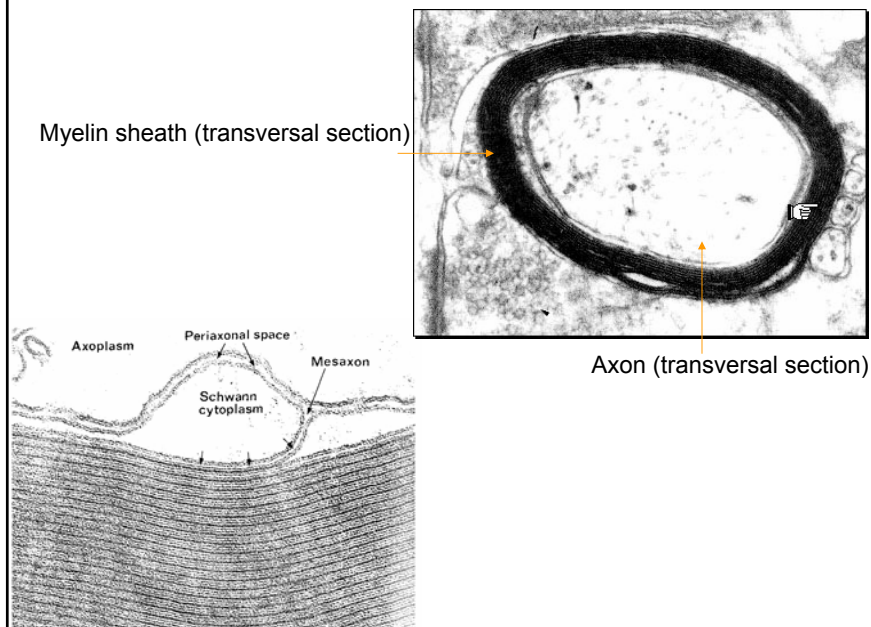 Myelin sheath (transversal section)
Axon (transversal section)
Axoplasm
Periaxonal space
Mesaxon
Schwann
cytoplasm